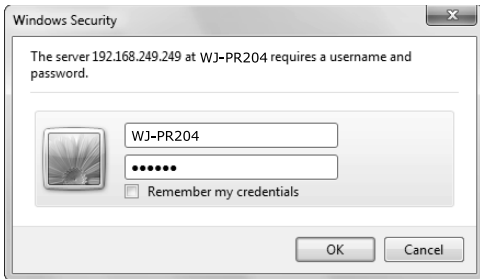 Windows Security
The server 192.168.249.249 at WJ-PR204 requires a username and
password.
WJ-PR204
••••••
Remember my credentials
OK
Cancel